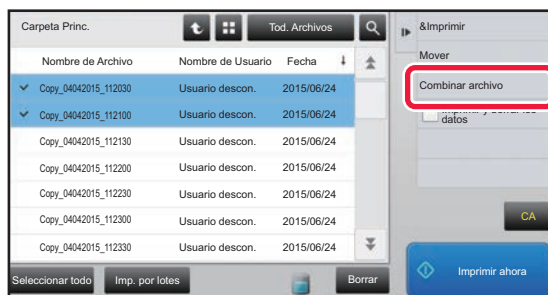 Carpeta Princ.
Tod. Archivos
Nombre de Archivo Nombre de Usuario Fecha
Copy_04042015_112030 Usuario descon. 2015/06/24
Copy_04042015_112100 Usuario descon. 2015/06/24
Copy_04042015_112130 Usuario descon. 2015/06/24
Copy_04042015_112200 Usuario descon. 2015/06/24
Copy_04042015_112230 Usuario descon. 2015/06/24
Copy_04042015_112300 Usuario descon. 2015/06/24
Copy_04042015_112330 Usuario descon. 2015/06/24
Seleccionar todo
Imp. por lotes
Borrar
&Imprimir
Mover
Combinar archivo
Imprimir y borrar los
datos
CA
Imprimir ahora